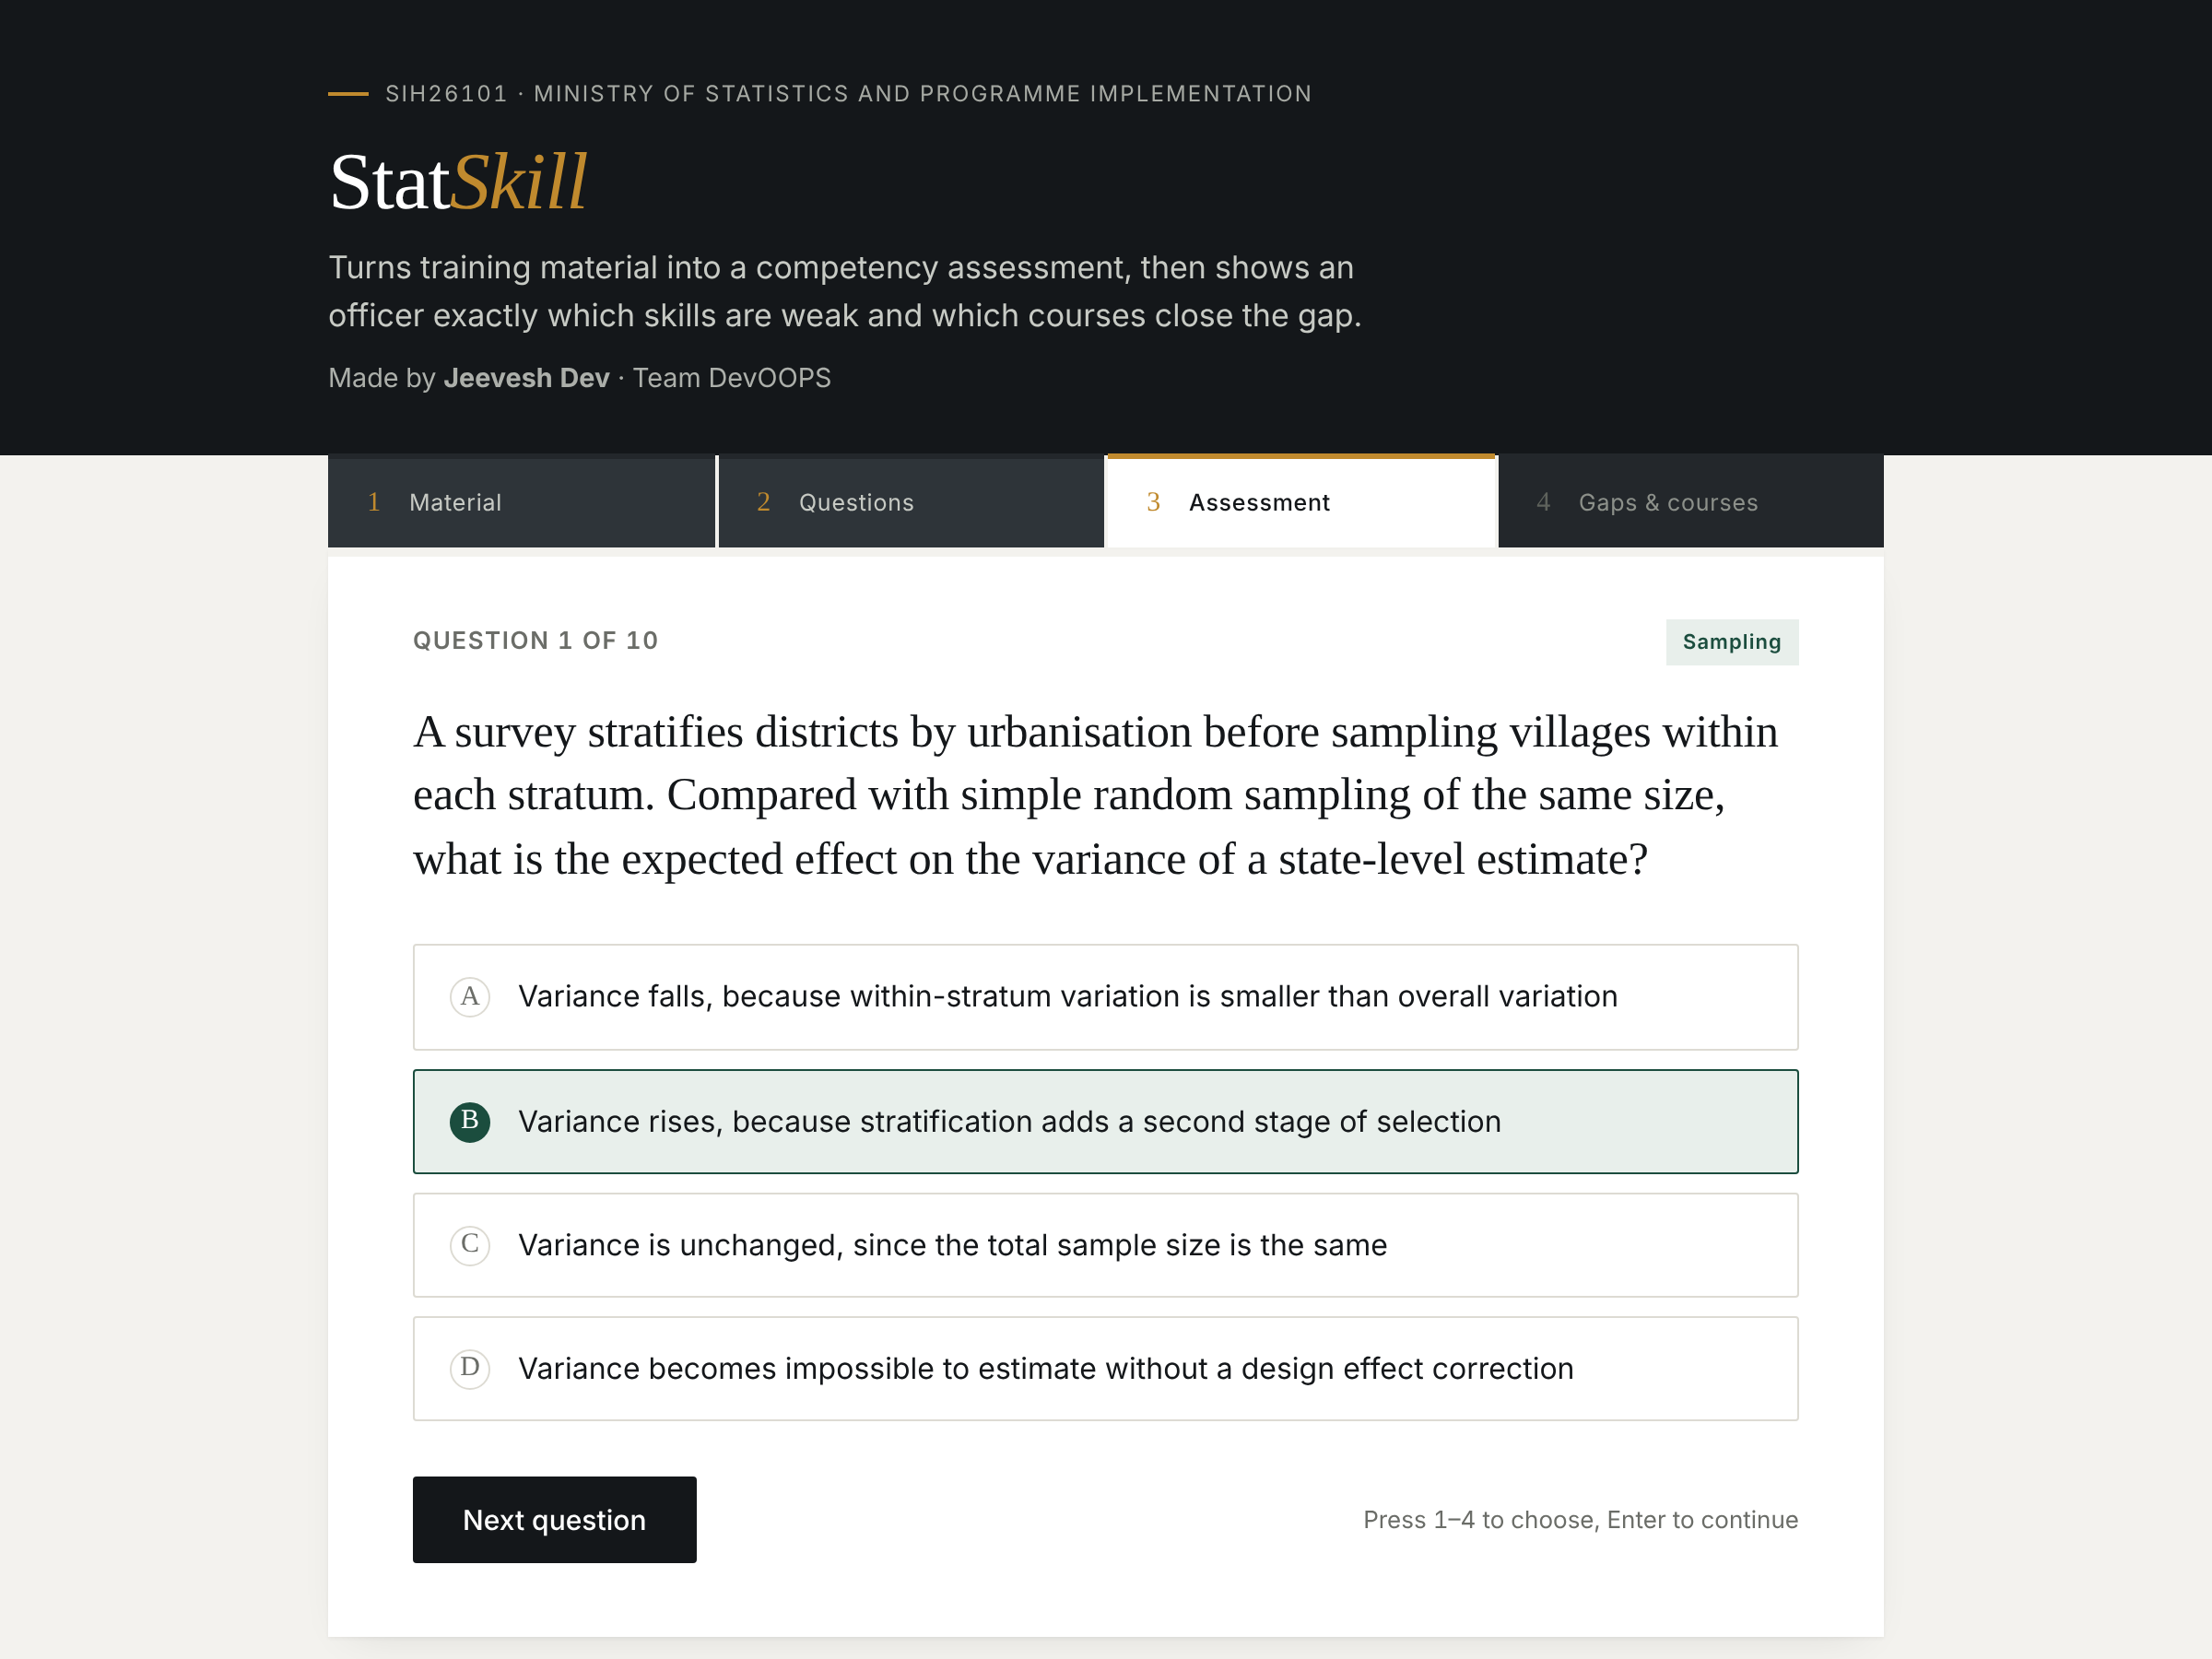 SIH26101 · MINISTRY OF STATISTICS AND PROGRAMME IMPLEMENTATION
StatSkill
Turns training material into a competency assessment, then shows an
officer exactly which skills are weak and which courses close the gap.
Made by Jeevesh Dev · Team DevOOPS
1 Material
2 Questions
3 Assessment
4 Gaps & courses
QUESTION 1 OF 10
Sampling
A survey stratifies districts by urbanisation before sampling villages within
each stratum. Compared with simple random sampling of the same size,
what is the expected effect on the variance of a state-level estimate?
A Variance falls, because within-stratum variation is smaller than overall variation
B Variance rises, because stratification adds a second stage of selection
C Variance is unchanged, since the total sample size is the same
D Variance becomes impossible to estimate without a design effect correction
Next question
Press 1–4 to choose, Enter to continue